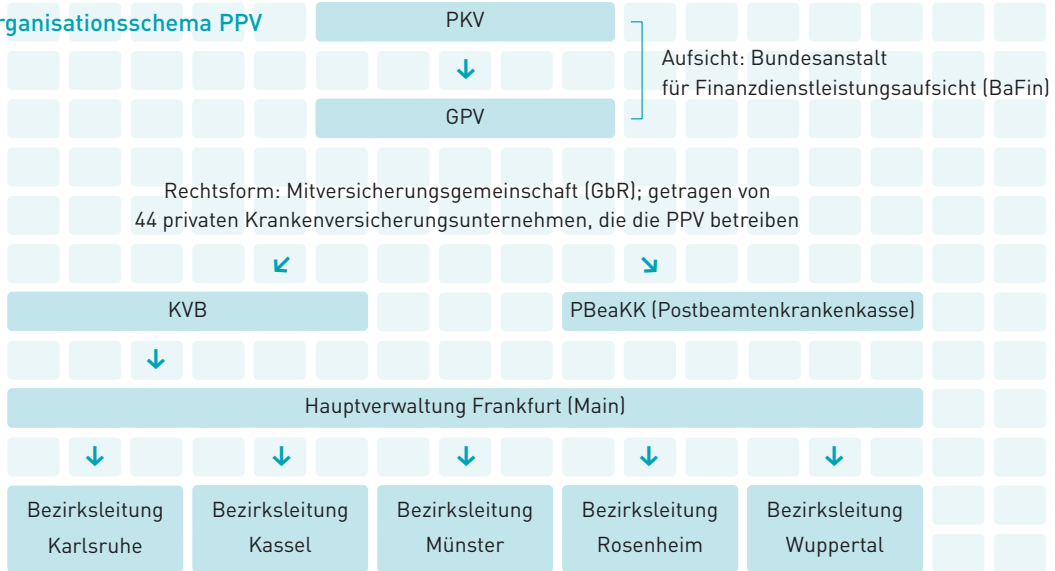 rganisationsschema PPV
PKV
Aufsicht: Bundesanstalt
für Finanzdienstleistungsaufsicht (BaFin)
GPV
Rechtsform: Mitversicherungsgemeinschaft (GbR); getragen von
44 privaten Krankenversicherungsunternehmen, die die PPV betreiben
KVB
PBeaKK (Postbeamtenkrankenkasse)
Hauptverwaltung Frankfurt (Main)
Bezirksleitung
Karlsruhe
Bezirksleitung
Kassel
Bezirksleitung
Münster
Bezirksleitung
Rosenheim
Bezirksleitung
Wuppertal